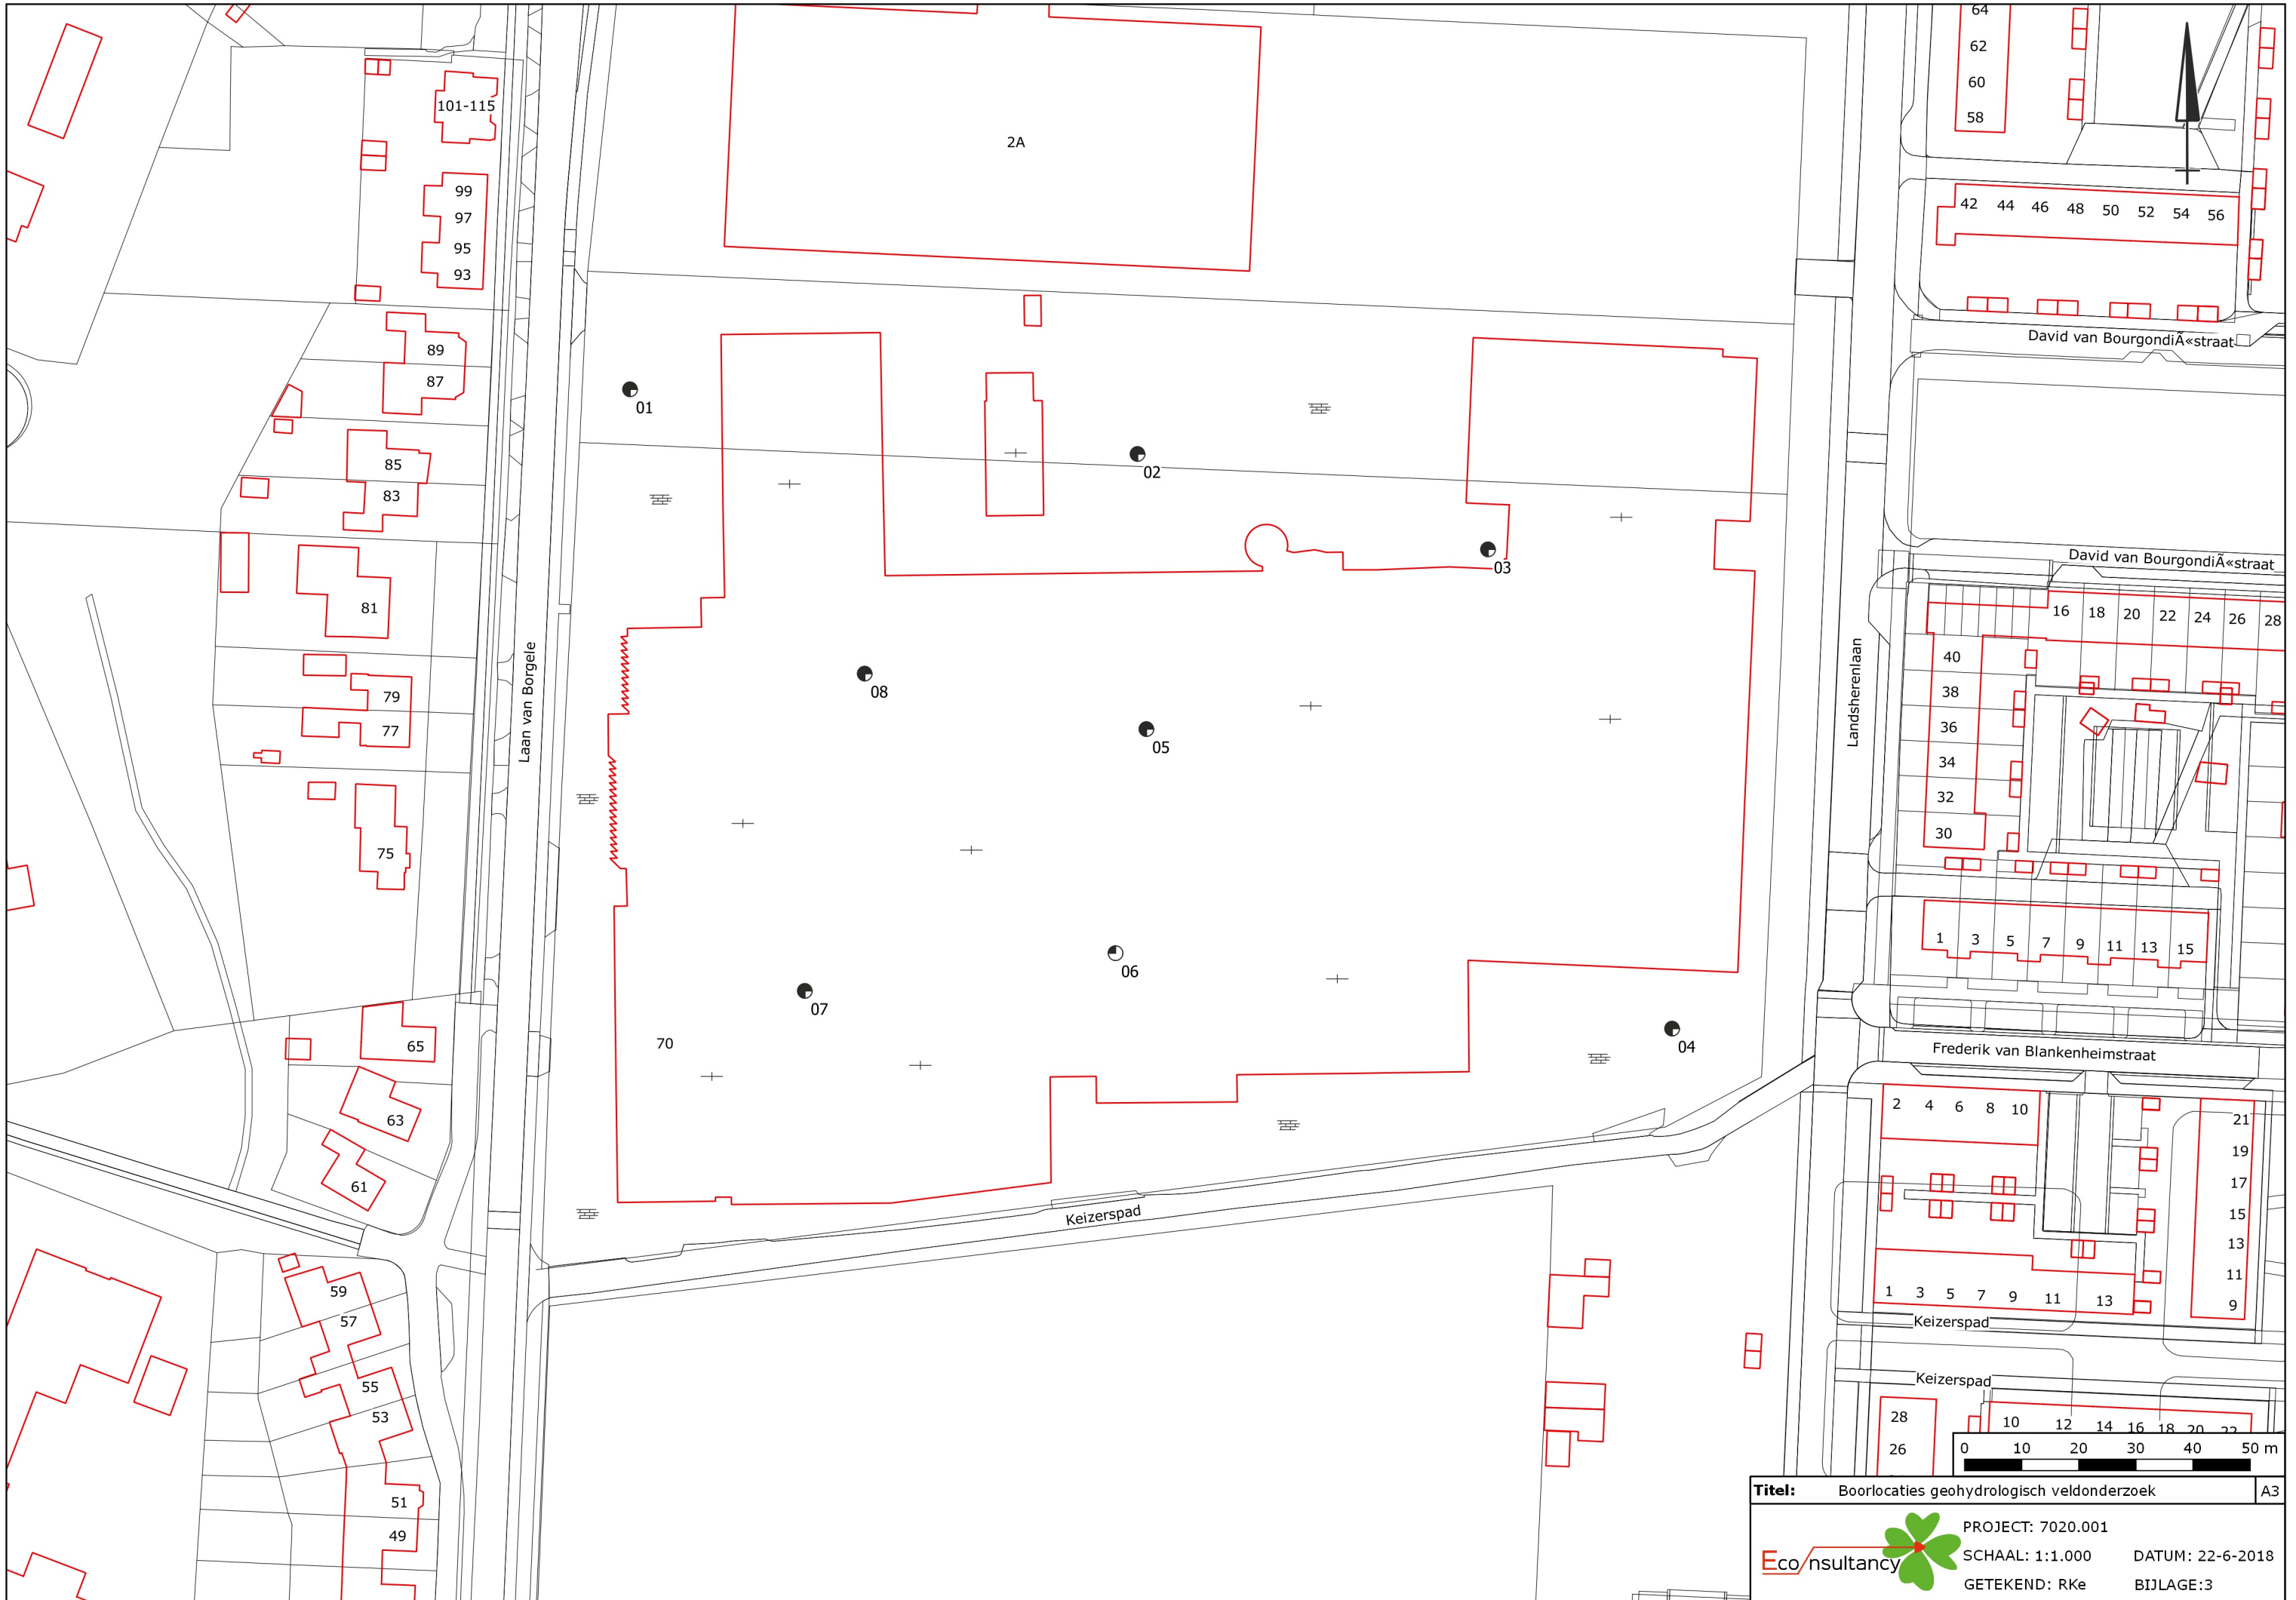 64
62
60
58
101-115
2A
99
97
95
93
42 44 46 48 50 52 54 56
David van BourgondiÃ«straat
89
87
01
02
85
83
03
David van BourgondiÃ«straat
81
16 18 20 22 24 26 28
40
38
36
34
32
30
Landsherenlaan
Laan van Borgele
08
05
79
77
75
1 3 5 7 9 11 13 15
06
07
70
04
65
63
61
Frederik van Blankenheimstraat
2 4 6 8 10
21
19
17
15
13
11
9
Keizerspad
1 3 5 7 9 11 13
Keizerspad
Keizerspad
59
57
55
53
51
49
28
26
10 12 14 16 18 20 22
0 10 20 30 40 50 m
Titel: Boorlocaties geohydrologisch veldonderzoek A3
Eco nsultancy
PROJECT: 7020.001
SCHAAL: 1:1.000 DATUM: 22-6-2018
GETEKEND: RKe BIJLAGE:3